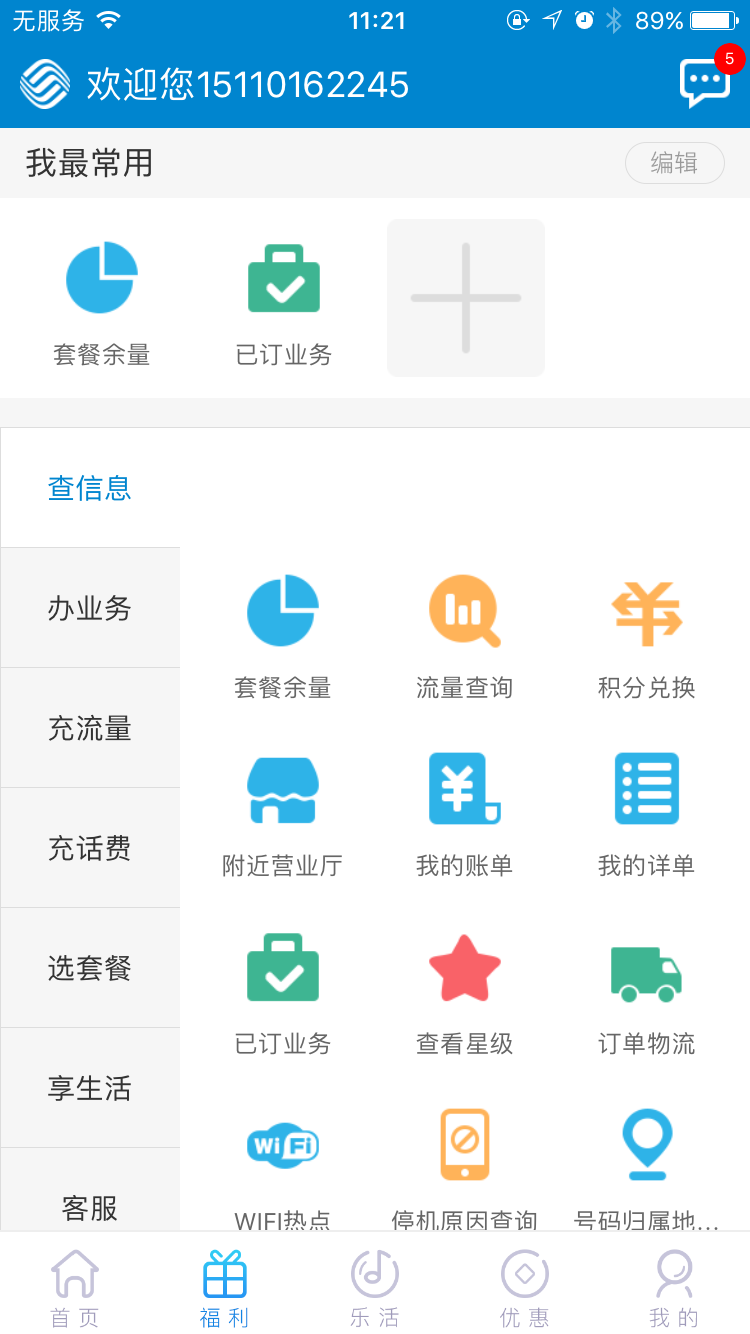 无服务 11:21 89%
欢迎您15110162245
5
我最常用 编辑
套餐余量 已订业务
查信息
办业务
充流量
充话费
选套餐
享生活
客服
套餐余量 流量查询 积分兑换
附近营业厅 我的账单 我的详单
已订业务 查看星级 订单物流
WiFi
WIFI热点 停机原因查询 号码归属地...
首页 福利 乐活 优惠 我的